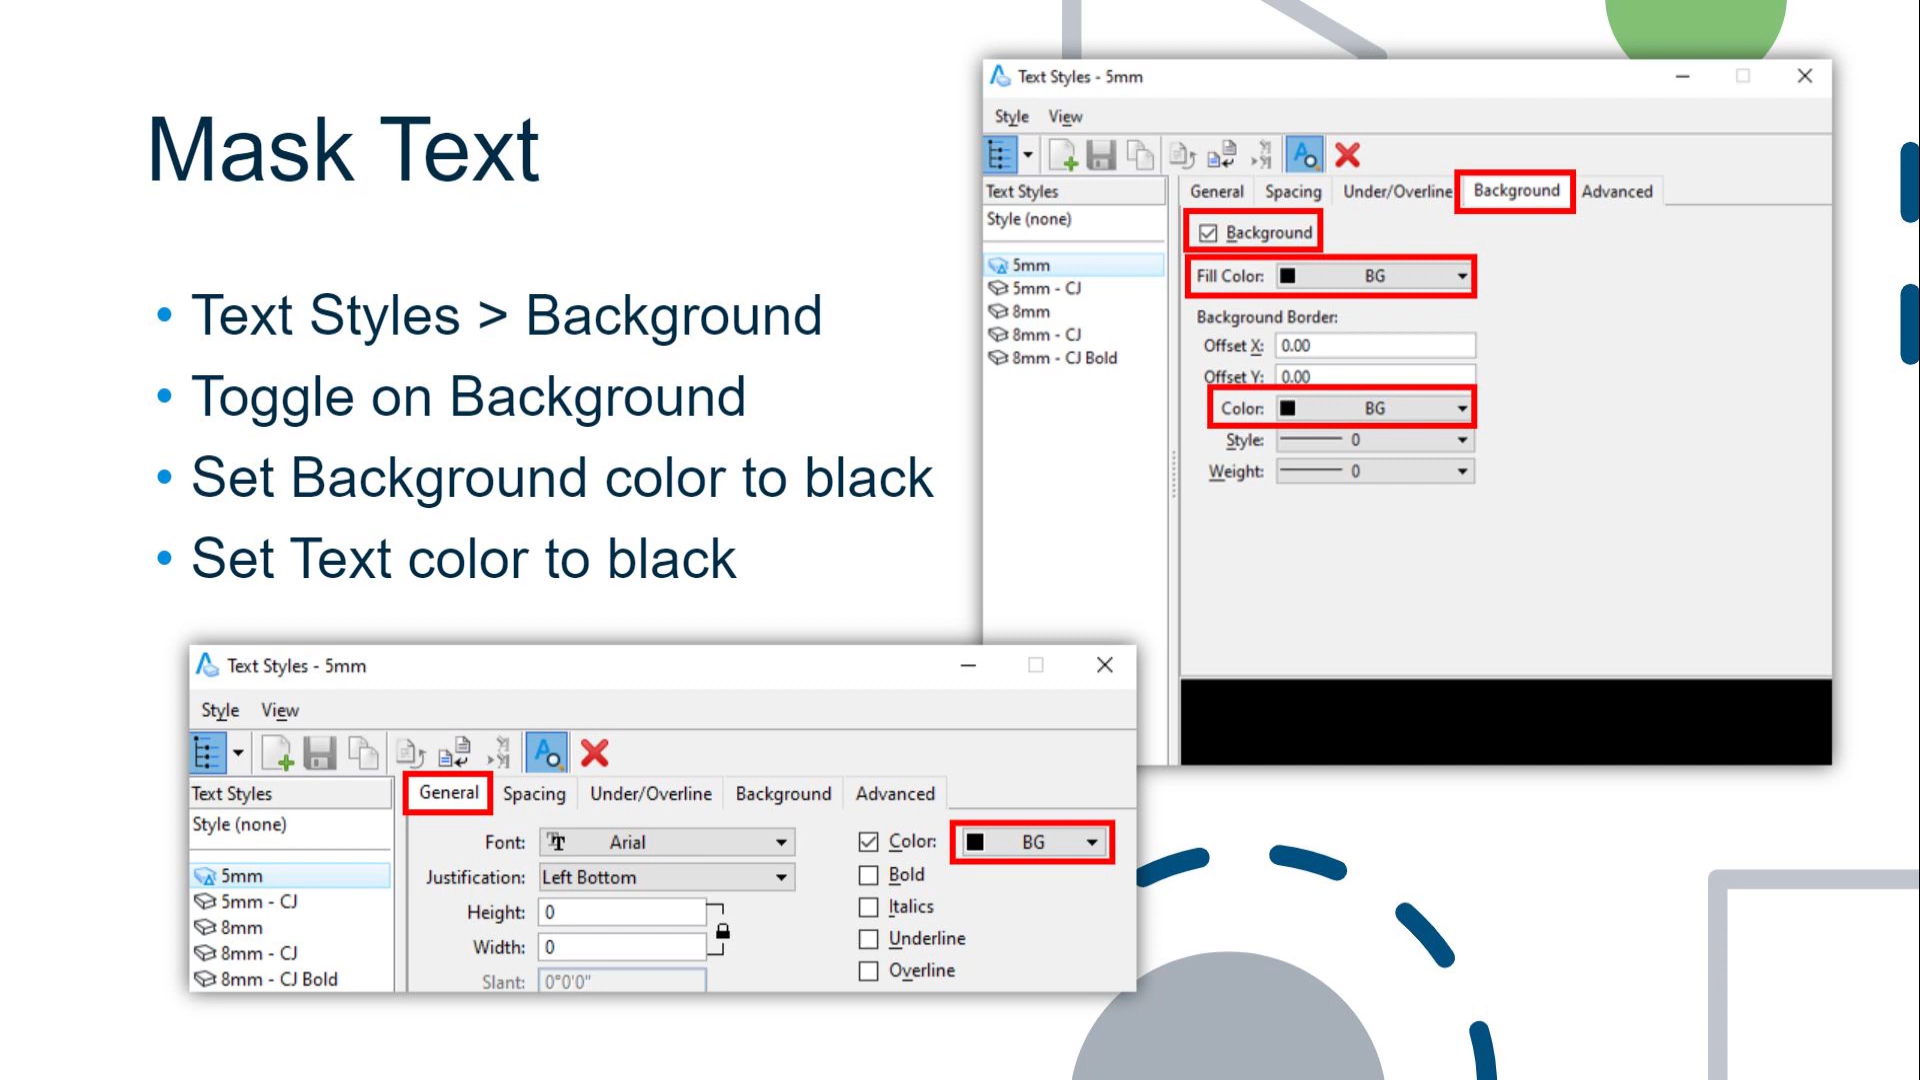 Mask Text
• Text Styles > Background
• Toggle on Background
• Set Background color to black
• Set Text color to black
Text Styles - 5mm
Style View
Text Styles
Style (none)
5mm
5mm - CJ
8mm
8mm - CJ
8mm - CJ Bold
General Spacing Under/Overline Background Advanced
Background
Fill Color: BG
Background Border:
Offset X: 0.00
Offset Y: 0.00
Color: BG
Style: 0
Weight: 0
Text Styles - 5mm
Style View
Text Styles
Style (none)
5mm
5mm - CJ
8mm
8mm - CJ
8mm - CJ Bold
General Spacing Under/Overline Background Advanced
Font: Arial
Justification: Left Bottom
Height: 0
Width: 0
Slant: 0°0'0"
Color: BG
Bold
Italics
Underline
Overline